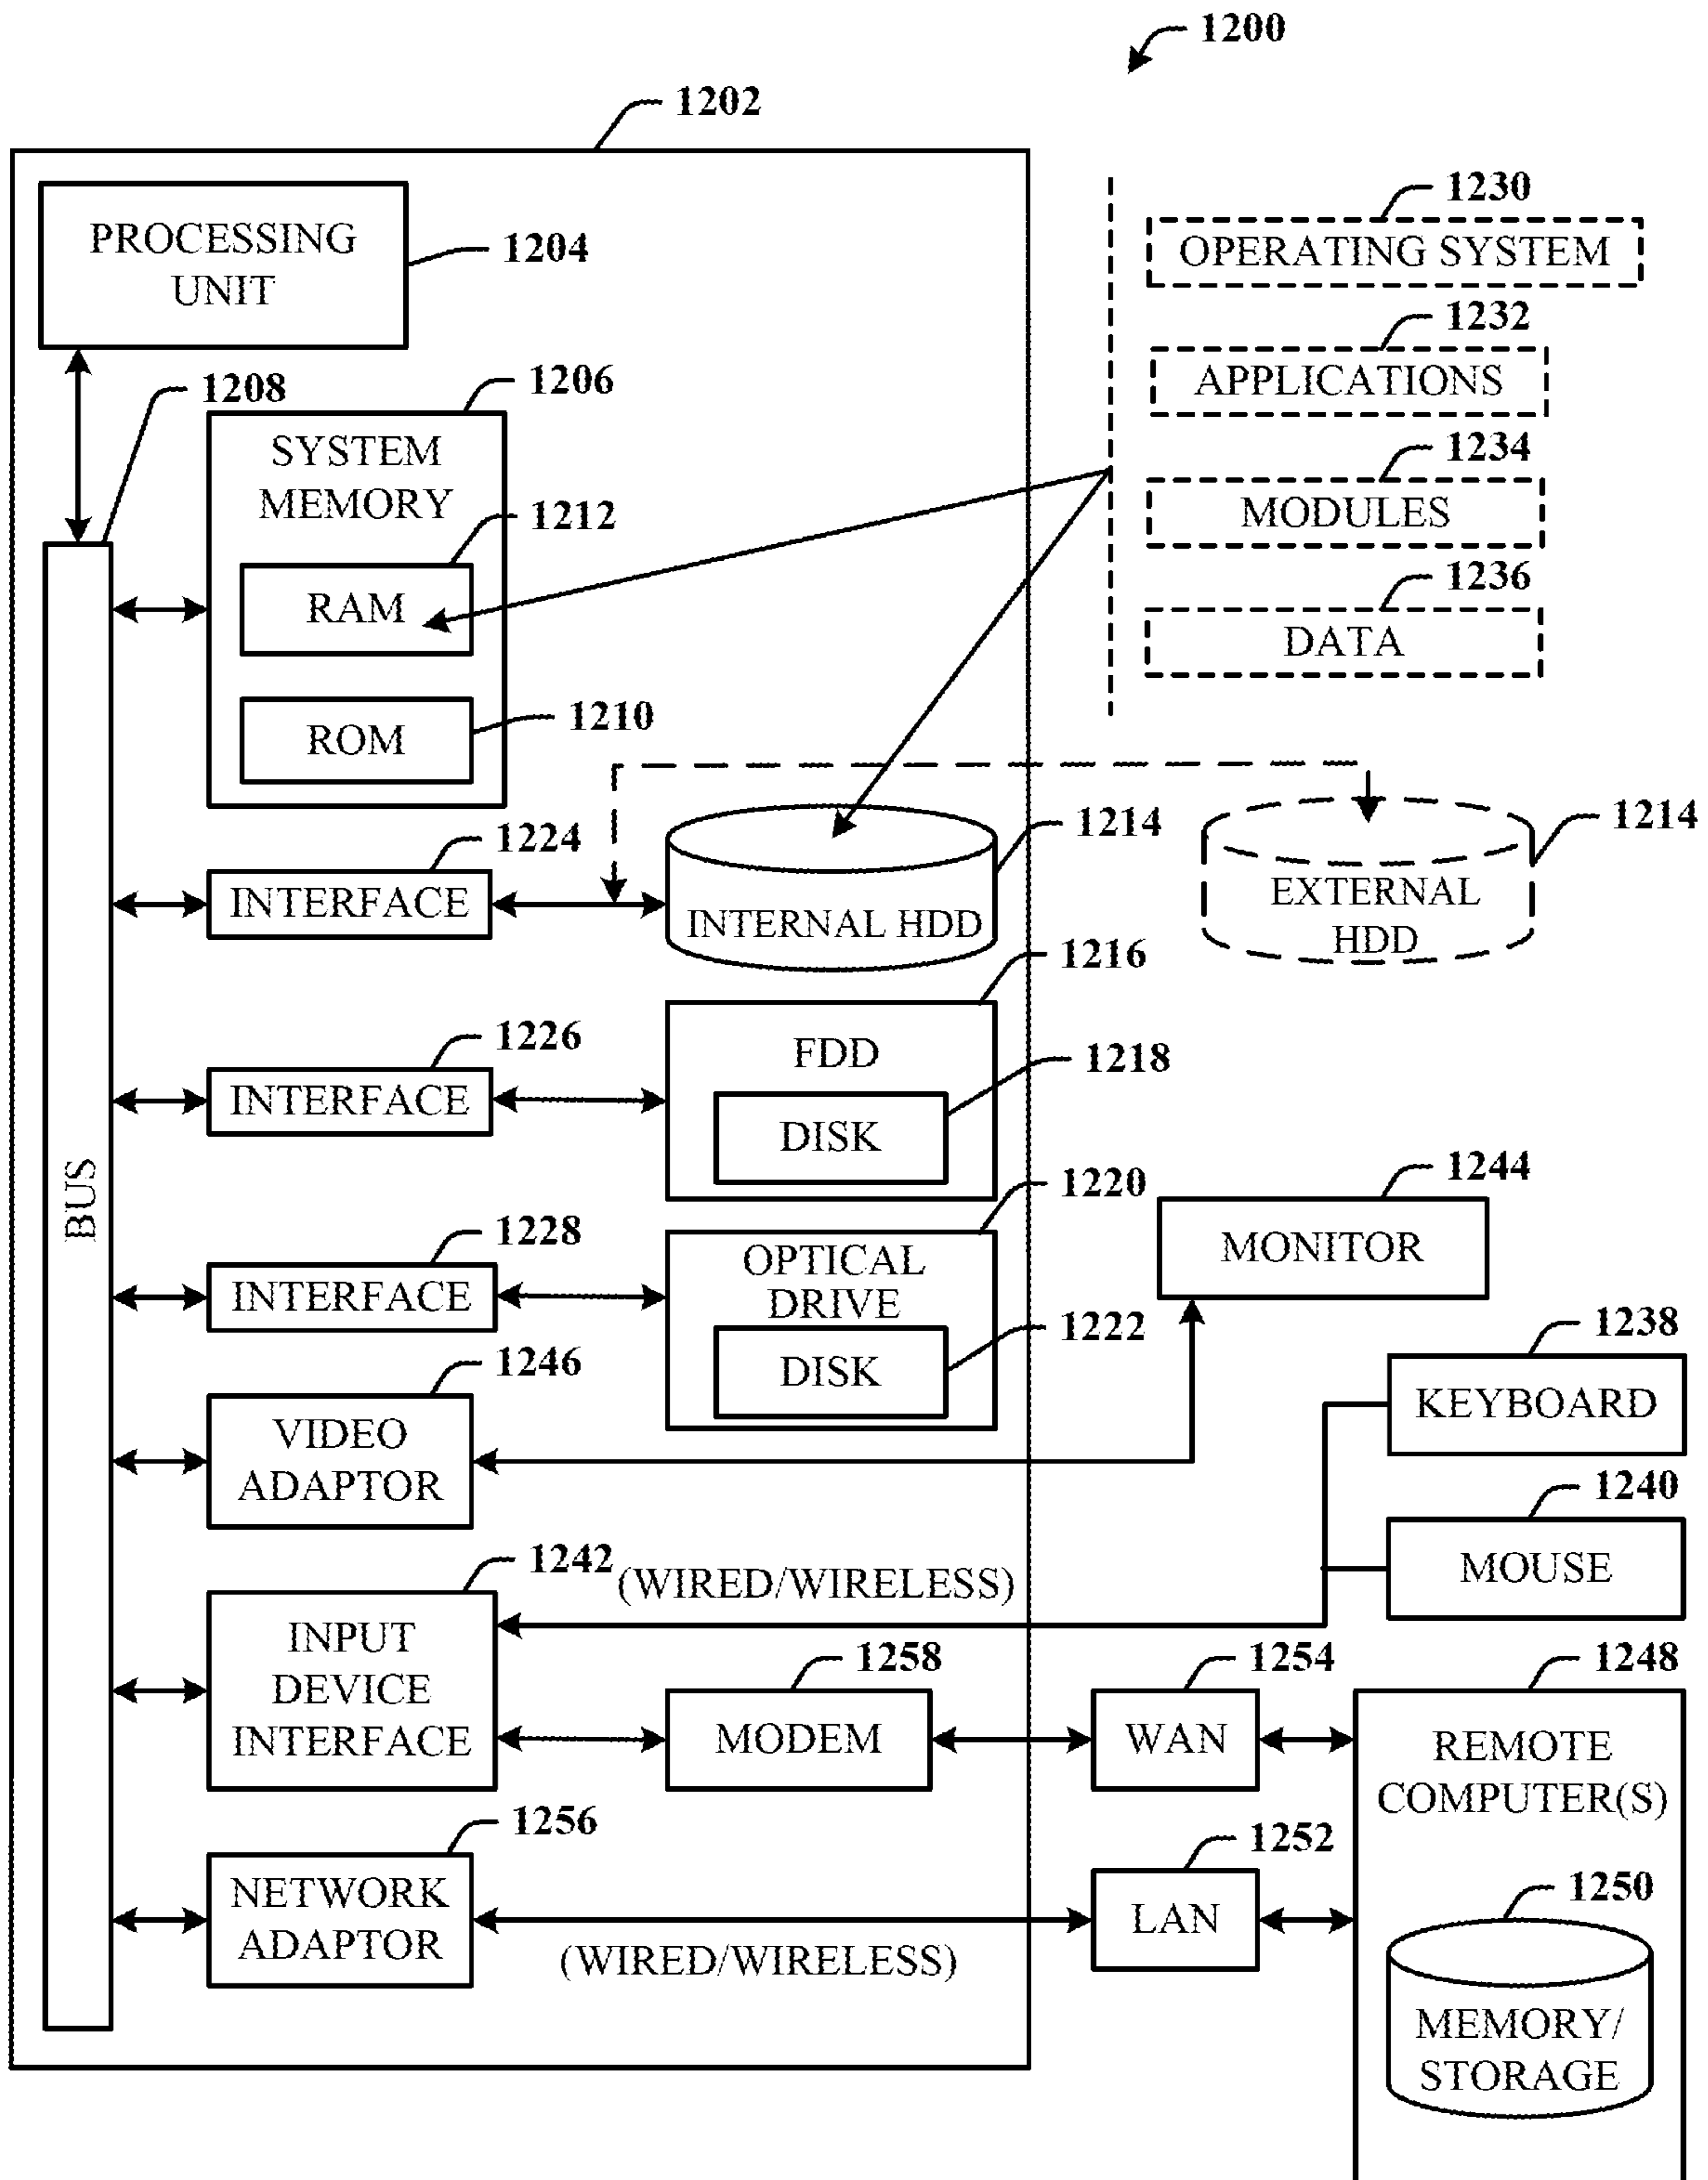 1200
1202
PROCESSING
UNIT
1204
1230
OPERATING SYSTEM
1232
APPLICATIONS
1234
MODULES
1236
DATA
1208
1206
SYSTEM
MEMORY
1212
RAM
1210
ROM
BUS
1224
INTERFACE
1214
INTERNAL HDD
1214
EXTERNAL
HDD
1226
INTERFACE
1216
FDD
1218
DISK
1228
INTERFACE
1220
OPTICAL
DRIVE
1222
DISK
1244
MONITOR
1246
VIDEO
ADAPTOR
1238
KEYBOARD
1240
MOUSE
1242
(WIRED/WIRELESS)
INPUT
DEVICE
INTERFACE
1258
MODEM
1254
WAN
1248
REMOTE
COMPUTER(S)
1256
NETWORK
ADAPTOR
(WIRED/WIRELESS)
1252
LAN
1250
MEMORY/
STORAGE